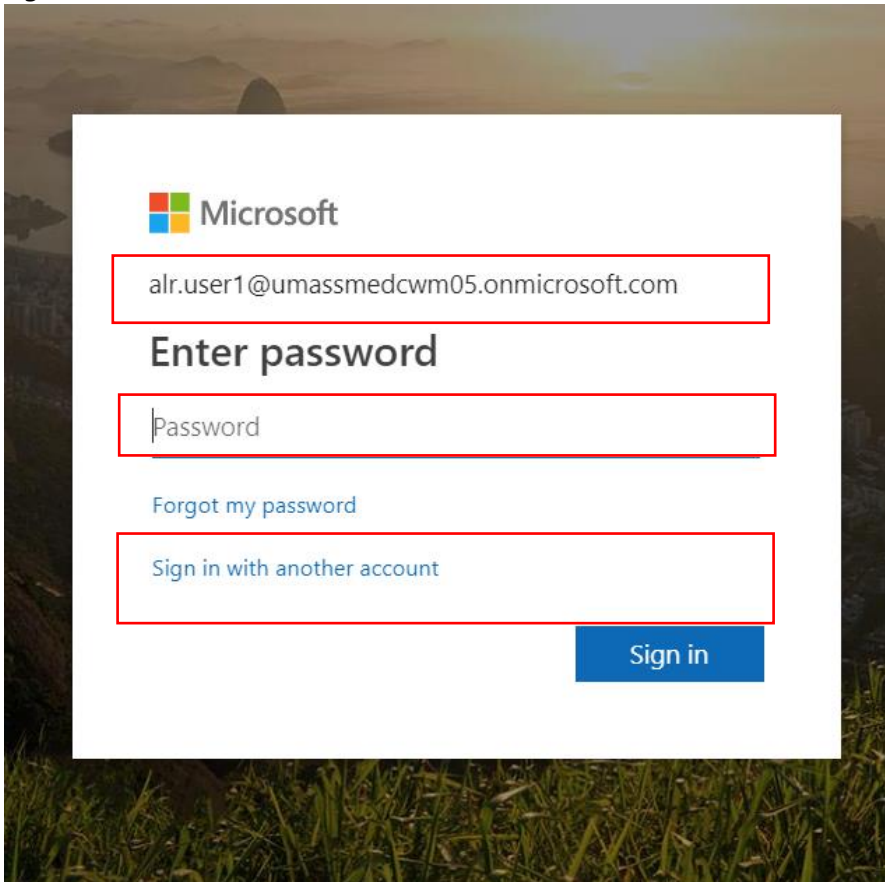 Microsoft
alr.user1@umassmedcwm05.onmicrosoft.com
Enter password
Password
Forgot my password
Sign in with another account
Sign in